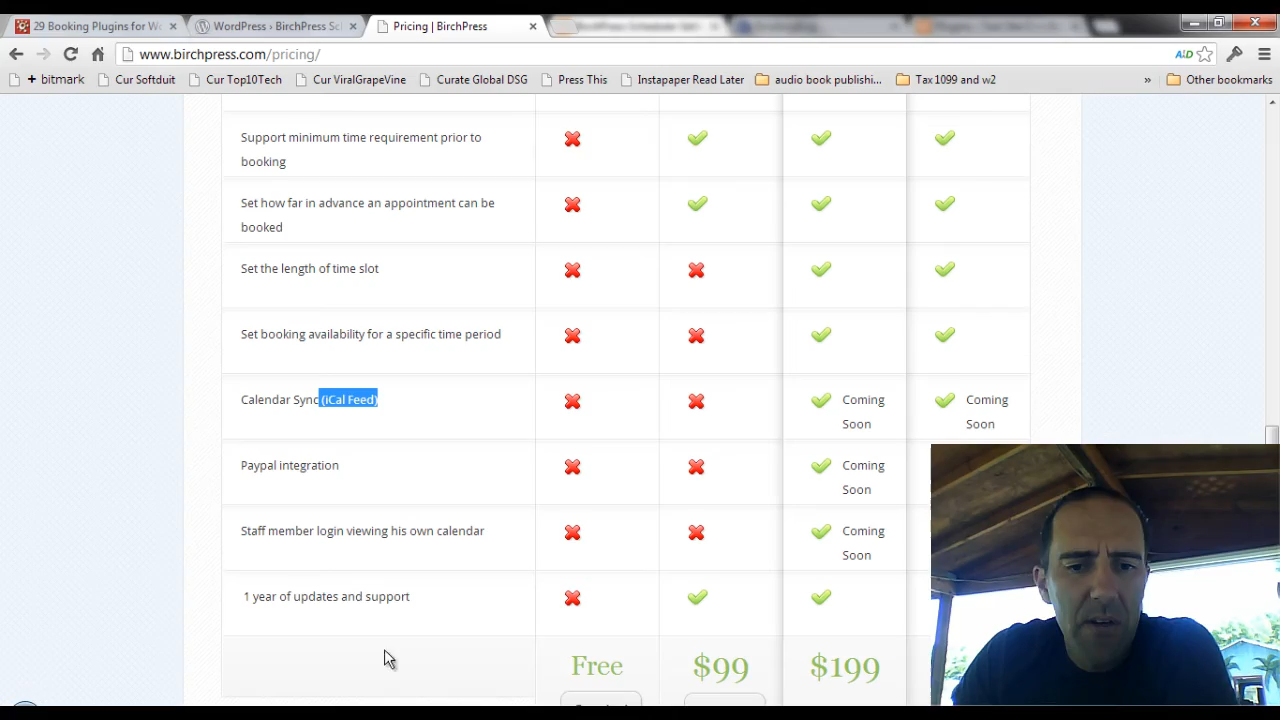 29 Booking Plugins for Wo
WordPress › BirchPress Sc
Pricing | BirchPress
www.birchpress.com/pricing/
+ bitmark
Cur Softduit
Cur Top10Tech
Cur ViralGrapeVine
Curate Global DSG
Press This
Instapaper Read Later
audio book publishi...
Tax 1099 and w2
»
Other bookmarks
Support minimum time requirement prior to
booking
Set how far in advance an appointment can be
booked
Set the length of time slot
Set booking availability for a specific time period
Calendar Sync (iCal Feed)
Coming
Soon
Coming
Soon
Paypal integration
Coming
Soon
Staff member login viewing his own calendar
Coming
Soon
1 year of updates and support
Free
$99
$199